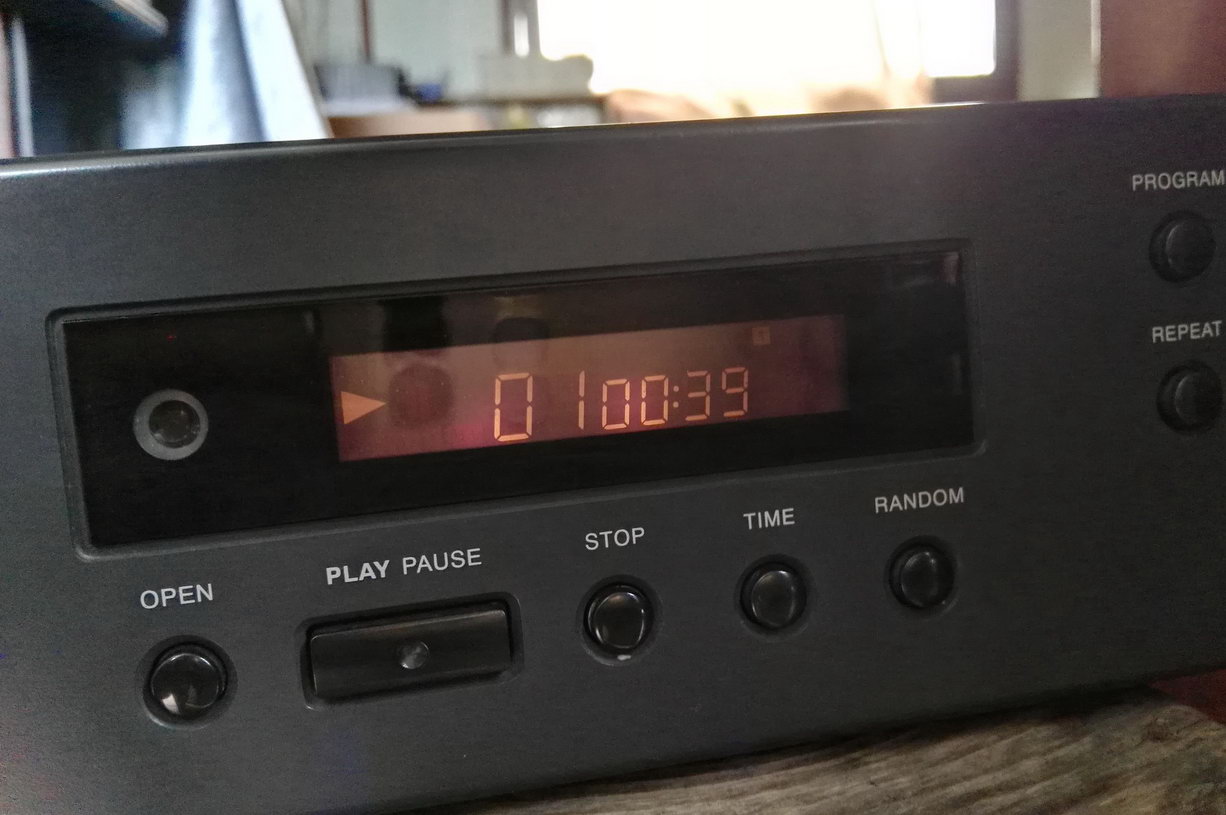 PROGRAM
REPEAT
01 00:39
OPEN
PLAY PAUSE
STOP
TIME
RANDOM